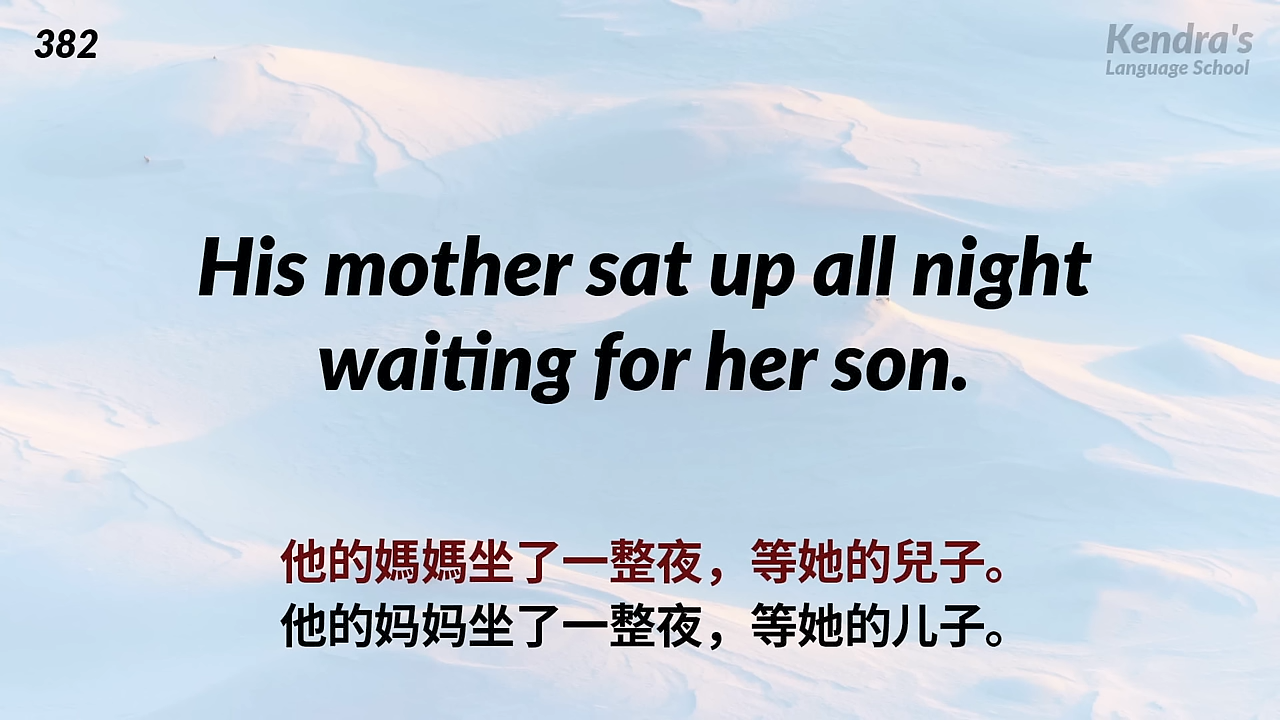 382
Kendra's
Language School
His mother sat up all night
waiting for her son.
他的媽媽坐了一整夜，等她的兒子。
他的妈妈坐了一整夜，等她的儿子。